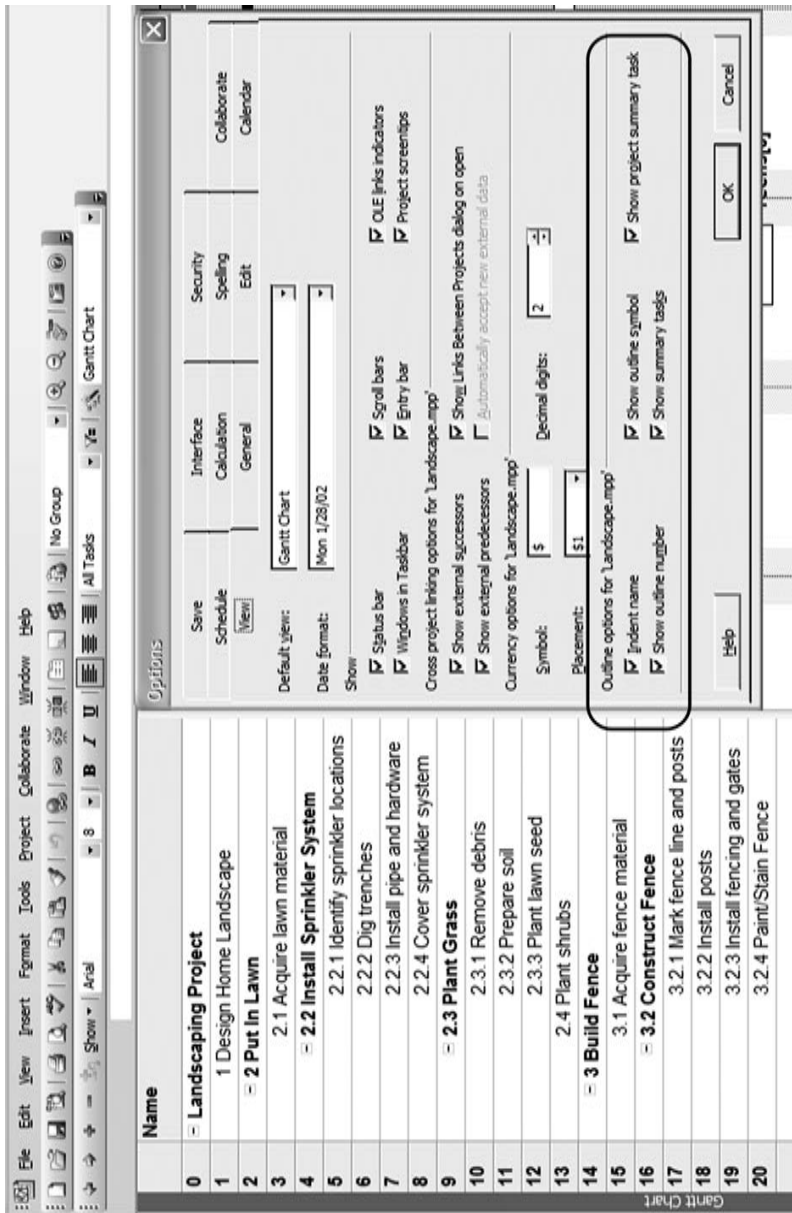 File Edit View Insert Format Tools Project Collaborate Window Help
No Group
Show Arial 8 B I U All Tasks Gantt Chart
Name
0 Landscaping Project
1 1 Design Home Landscape
2 2 Put In Lawn
3 2.1 Acquire lawn material
4 2.2 Install Sprinkler System
5 2.2.1 Identify sprinkler locations
6 2.2.2 Dig trenches
7 2.2.3 Install pipe and hardware
8 2.2.4 Cover sprinkler system
9 2.3 Plant Grass
10 2.3.1 Remove debris
11 2.3.2 Prepare soil
12 2.3.3 Plant lawn seed
13 2.4 Plant shrubs
14 3 Build Fence
15 3.1 Acquire fence material
16 3.2 Construct Fence
17 3.2.1 Mark fence line and posts
18 3.2.2 Install posts
19 3.2.3 Install fencing and gates
20 3.2.4 Paint/Stain Fence
Gantt Chart
Options
Save Interface Security Collaborate
Schedule Calculation Spelling Calendar
View General Edit
Default view: Gantt Chart
Date format: Mon 1/28/02
Show
Status bar Scroll bars OLE links indicators
Windows in Taskbar Entry bar Project screentips
Cross project linking options for 'Landscape.mpp'
Show external successors Show Links Between Projects dialog on open
Show external predecessors Automatically accept new external data
Currency options for 'Landscape.mpp'
Symbol: $ Decimal digits: 2
Placement: $1
Outline options for 'Landscape.mpp'
Indent name Show outline symbol Show project summary task
Show outline number Show summary tasks
Help OK Cancel